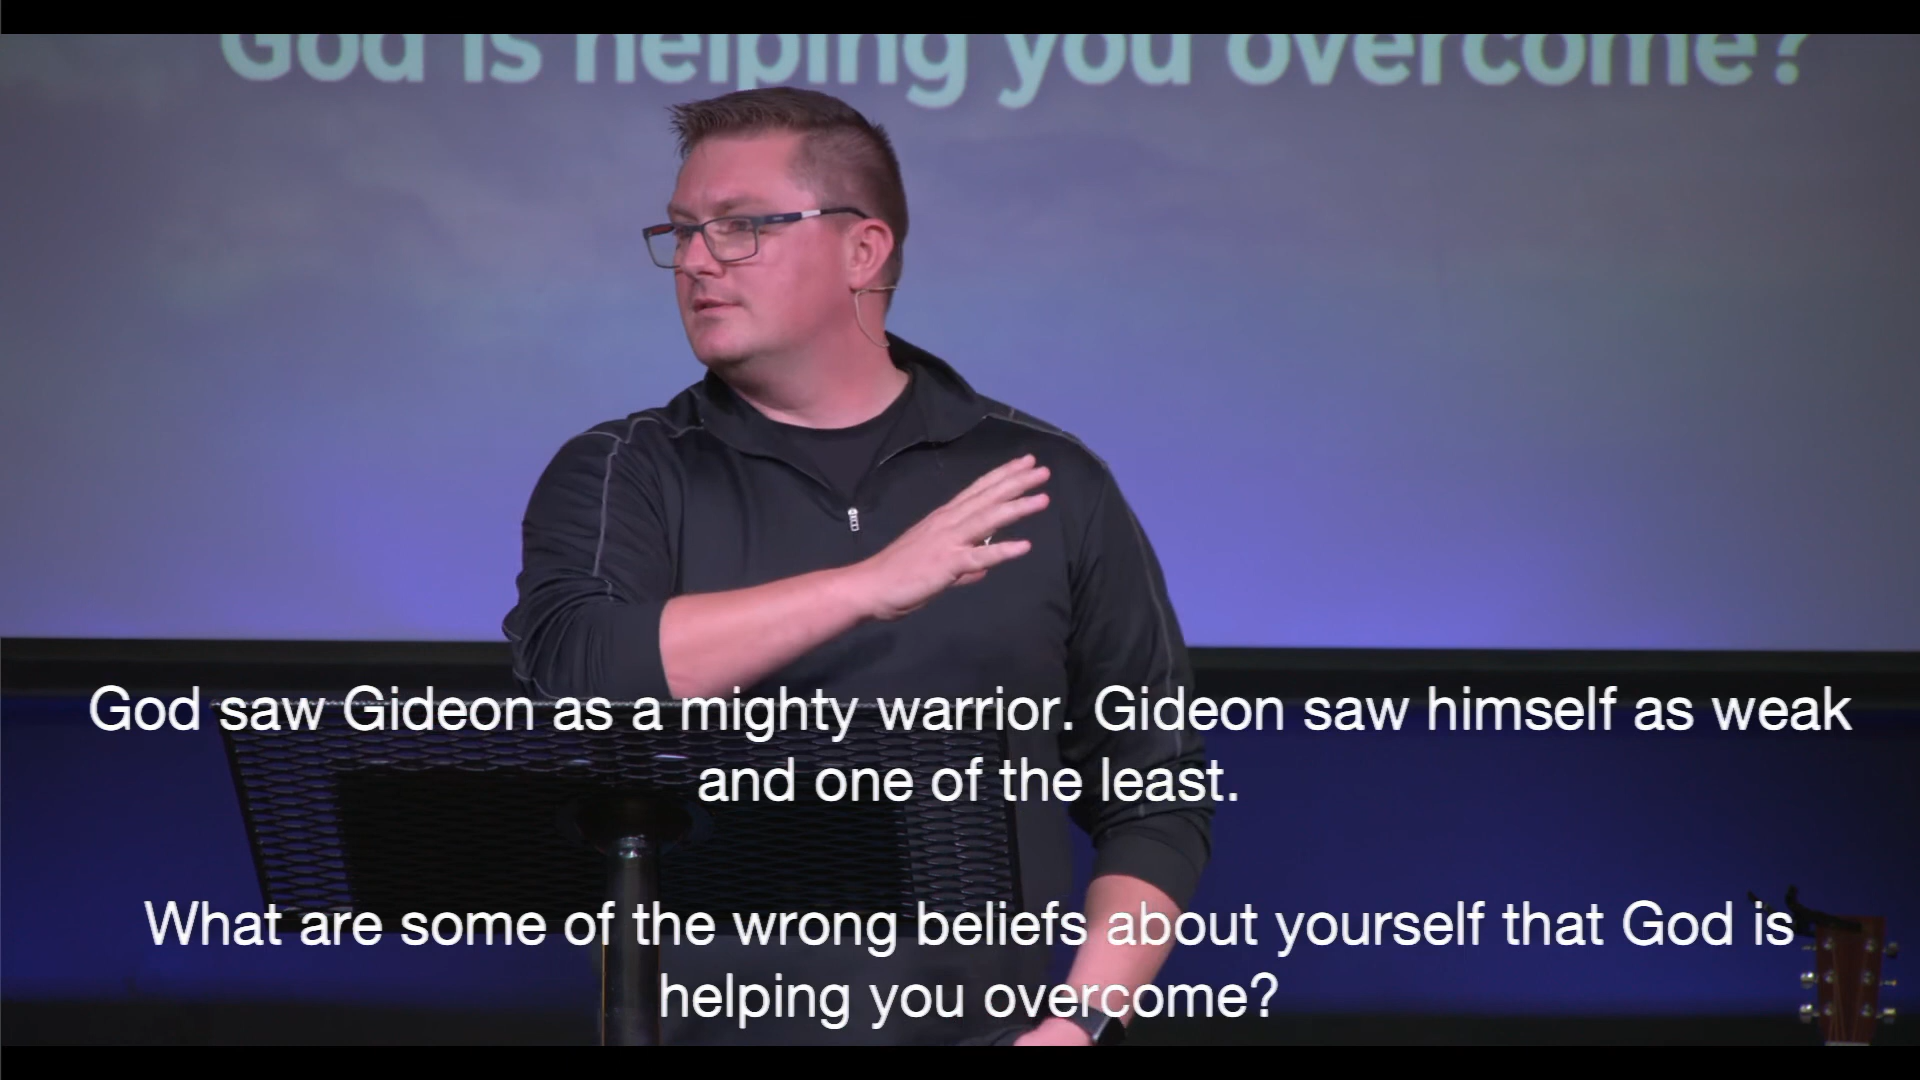 God is helping you overcome?
God saw Gideon as a mighty warrior. Gideon saw himself as weak
and one of the least.
What are some of the wrong beliefs about yourself that God is
helping you overcome?